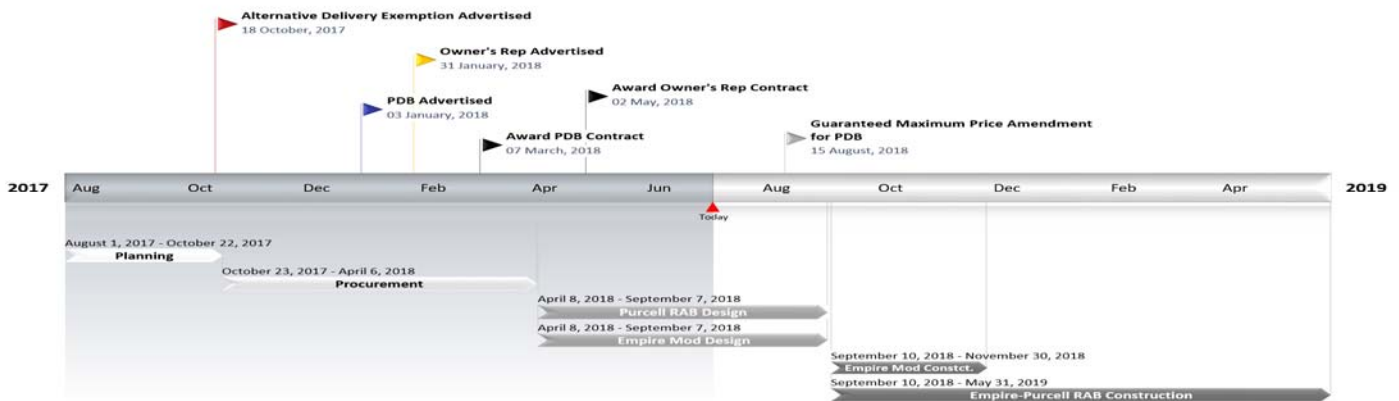 Alternative Delivery Exemption Advertised
18 October, 2017
Owner's Rep Advertised
31 January, 2018
PDB Advertised
03 January, 2018
Award Owner's Rep Contract
02 May, 2018
Award PDB Contract
07 March, 2018
Guaranteed Maximum Price Amendment
for PDB
15 August, 2018
2017 Aug Oct Dec Feb Apr Jun Aug Oct Dec Feb Apr 2019
Today
August 1, 2017 - October 22, 2017
Planning
October 23, 2017 - April 6, 2018
Procurement
April 8, 2018 - September 7, 2018
Purcell RAB Design
April 8, 2018 - September 7, 2018
Empire Mod Design
September 10, 2018 - November 30, 2018
Empire Mod Constct.
September 10, 2018 - May 31, 2019
Empire-Purcell RAB Construction